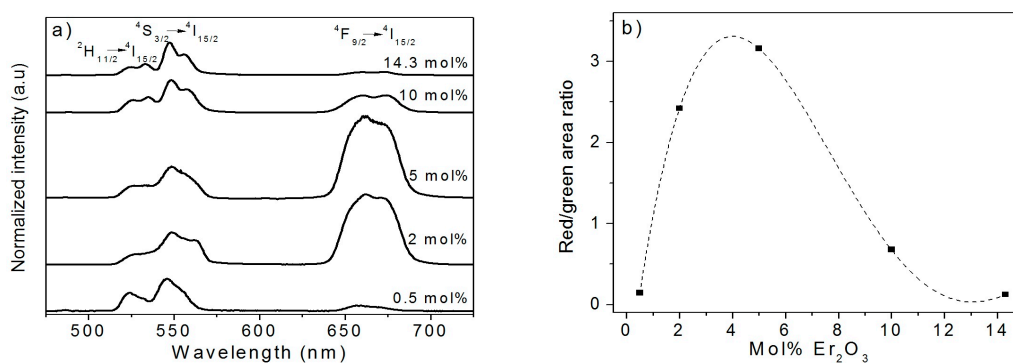 a)
⁴S₃/₂→⁴I₁₅/₂
⁴F₉/₂→⁴I₁₅/₂
²H₁₁/₂→⁴I₁₅/₂
14.3 mol%
10 mol%
5 mol%
2 mol%
0.5 mol%
Normalized intensity (a.u
500 550 600 650 700
Wavelength (nm)
b)
3
2
1
0
Red/green area ratio
0 2 4 6 8 10 12 14
Mol% Er₂O₃